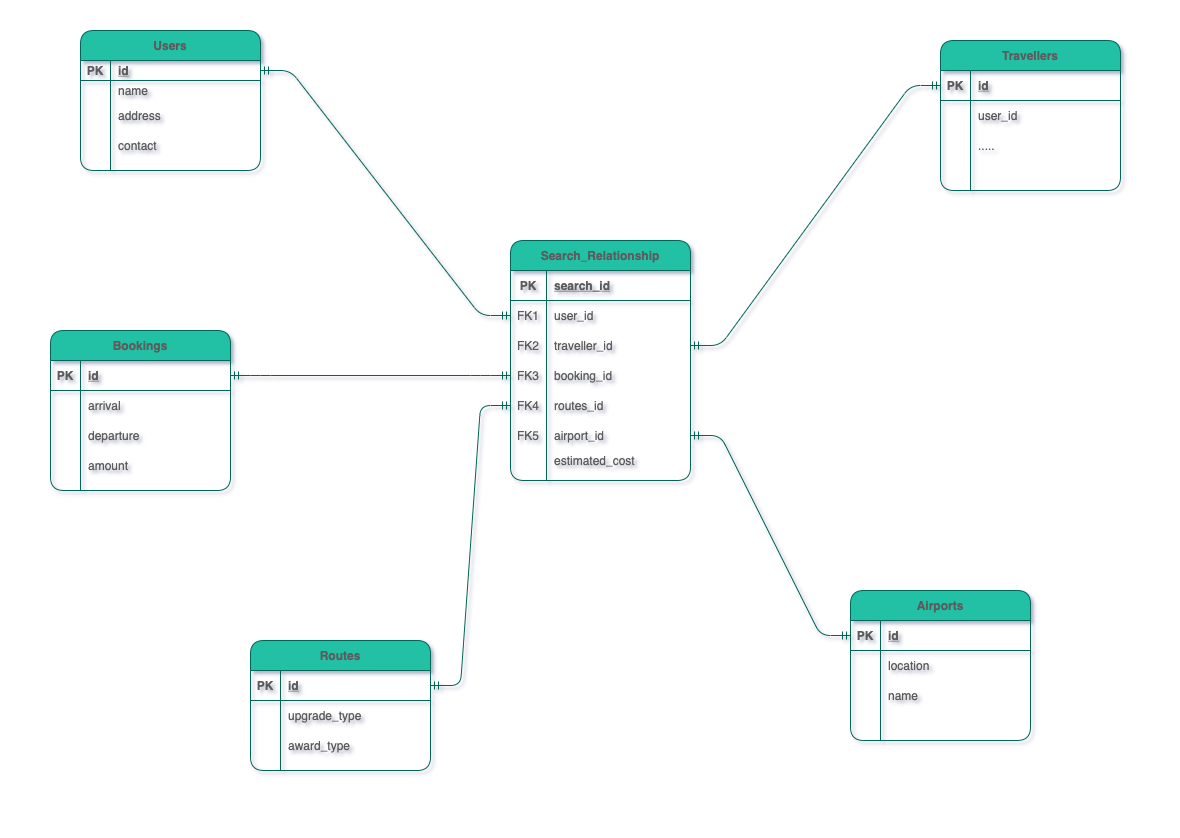 Users
PK id
name
address
contact
Travellers
PK id
user_id
.....
Search_Relationship
PK search_id
FK1 user_id
FK2 traveller_id
FK3 booking_id
FK4 routes_id
FK5 airport_id
estimated_cost
Bookings
PK id
arrival
departure
amount
Routes
PK id
upgrade_type
award_type
Airports
PK id
location
name